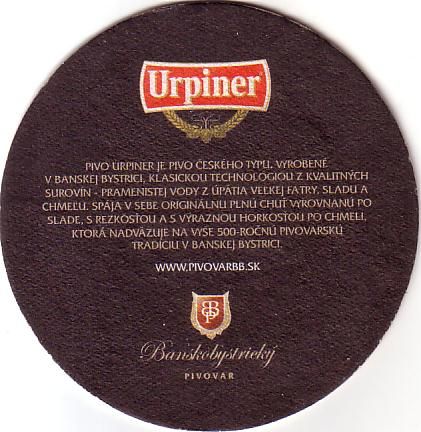 Urpiner
PIVO URPINER JE PIVO ČESKÉHO TYPU, VYROBENÉ
V BANSKEJ BYSTRICI, KLASICKOU TECHNOLÓGIOU Z KVALITNÝCH
SUROVÍN - PRAMENISTEJ VODY Z ÚPÄTIA VEĽKEJ FATRY, SLADU A
CHMEĽU. SPÁJA V SEBE ORIGINÁLNU PLNÚ CHUŤ VYROVNANÚ PO
SLADE, S REZKOSŤOU A S VÝRAZNOU HORKOSŤOU PO CHMELI,
KTORÁ NADVÄZUJE NA VYŠE 500-ROČNÚ PIVOVARSKÚ
TRADÍCIU V BANSKEJ BYSTRICI.
WWW.PIVOVARBB.SK
BBP
Banskobystrický
PIVOVAR